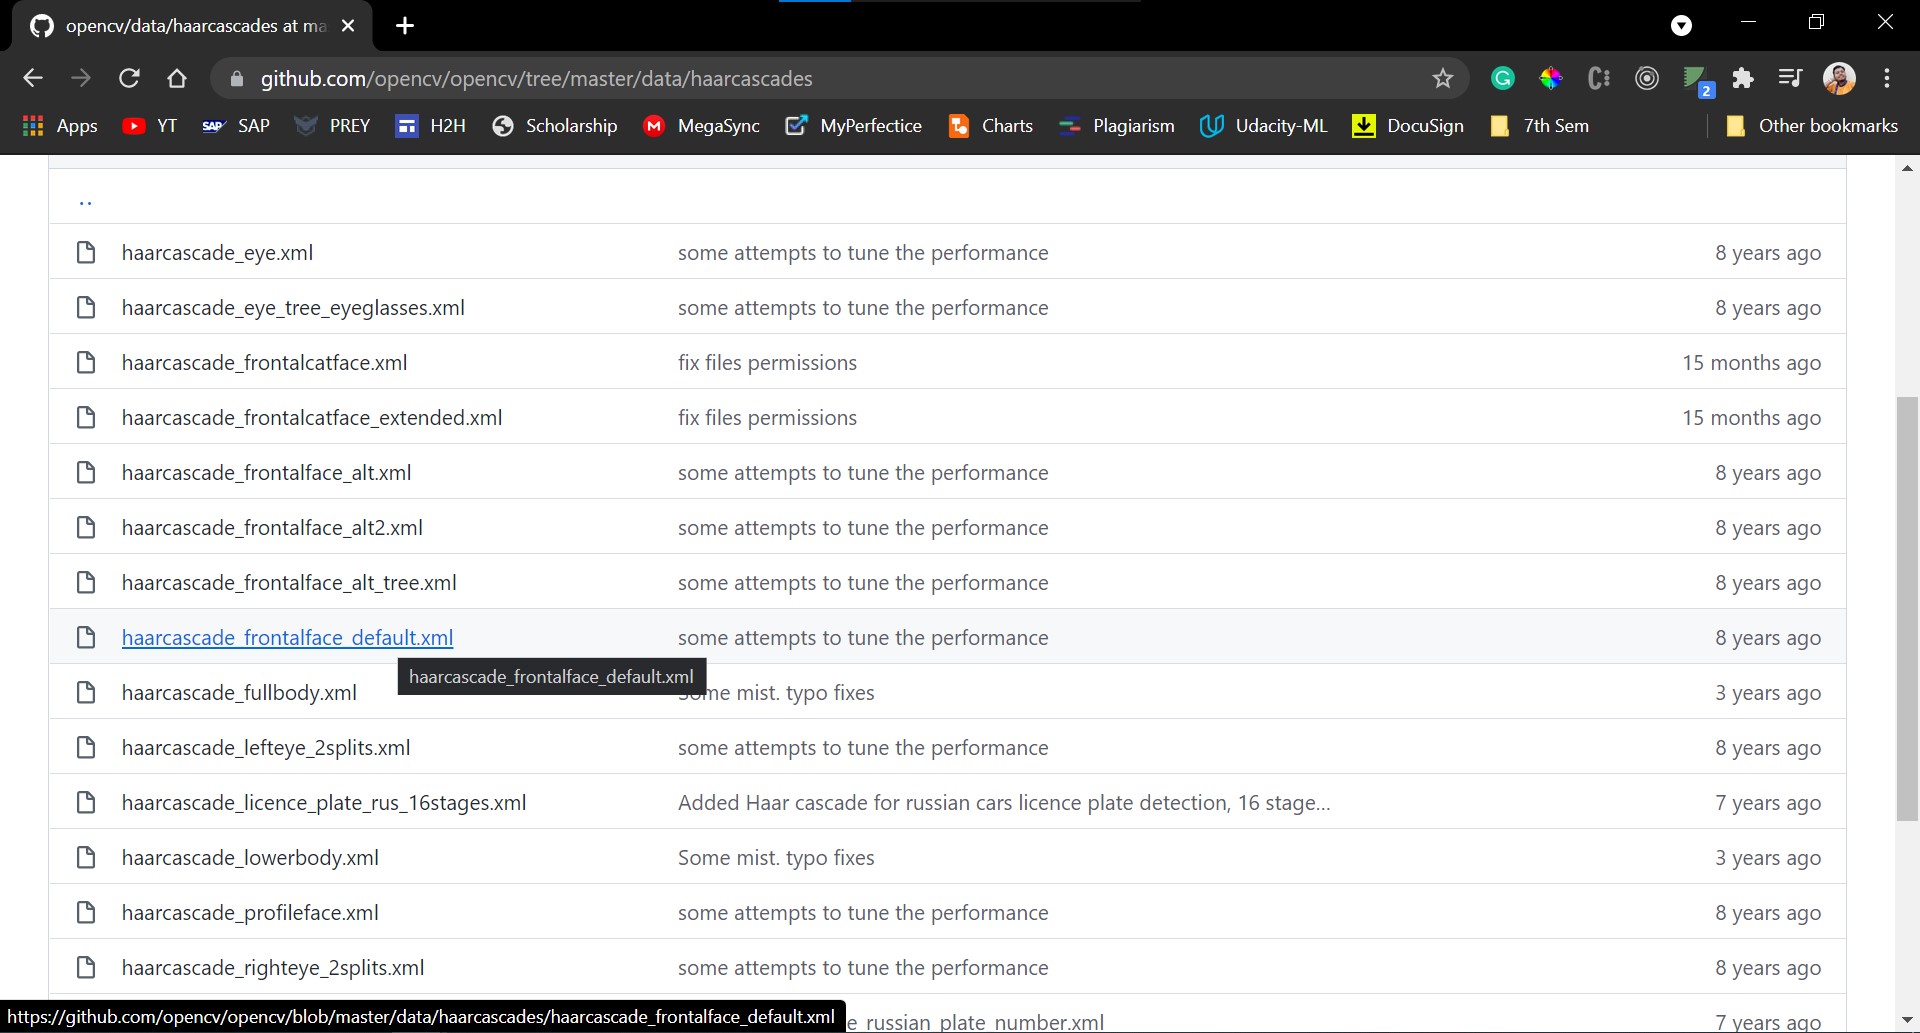 opencv/data/haarcascades at ma
github.com/opencv/opencv/tree/master/data/haarcascades
2
Apps YT SAP SAP PREY H2H Scholarship M MegaSync MyPerfectice Charts Plagiarism Udacity-ML DocuSign 7th Sem Other bookmarks
..
haarcascade_eye.xml some attempts to tune the performance 8 years ago
haarcascade_eye_tree_eyeglasses.xml some attempts to tune the performance 8 years ago
haarcascade_frontalcatface.xml fix files permissions 15 months ago
haarcascade_frontalcatface_extended.xml fix files permissions 15 months ago
haarcascade_frontalface_alt.xml some attempts to tune the performance 8 years ago
haarcascade_frontalface_alt2.xml some attempts to tune the performance 8 years ago
haarcascade_frontalface_alt_tree.xml some attempts to tune the performance 8 years ago
haarcascade_frontalface_default.xml some attempts to tune the performance 8 years ago
haarcascade_frontalface_default.xml
haarcascade_fullbody.xml Some mist. typo fixes 3 years ago
haarcascade_lefteye_2splits.xml some attempts to tune the performance 8 years ago
haarcascade_licence_plate_rus_16stages.xml Added Haar cascade for russian cars licence plate detection, 16 stage... 7 years ago
haarcascade_lowerbody.xml Some mist. typo fixes 3 years ago
haarcascade_profileface.xml some attempts to tune the performance 8 years ago
haarcascade_righteye_2splits.xml some attempts to tune the performance 8 years ago
https://github.com/opencv/opencv/blob/master/data/haarcascades/haarcascade_frontalface_default.xml e_russian_plate_number.xml 7 years ago